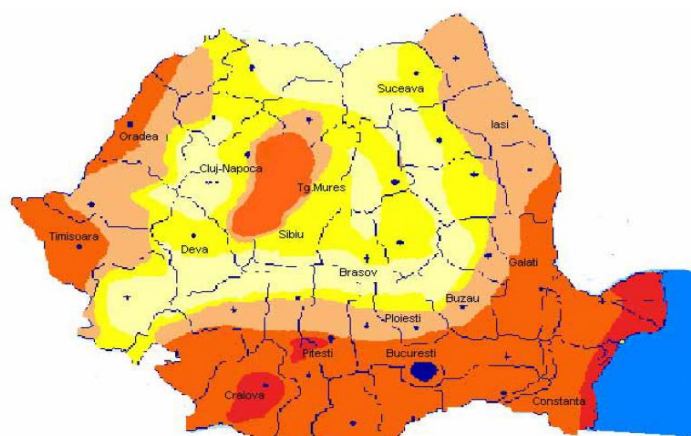 Suceava
Iasi
Oradea
Cluj-Napoca
Tg.Mures
Timisoara
Sibiu
Deva
Galati
Brasov
Buzau
Ploiesti
Pitesti
Bucuresti
Craiova
Constanta